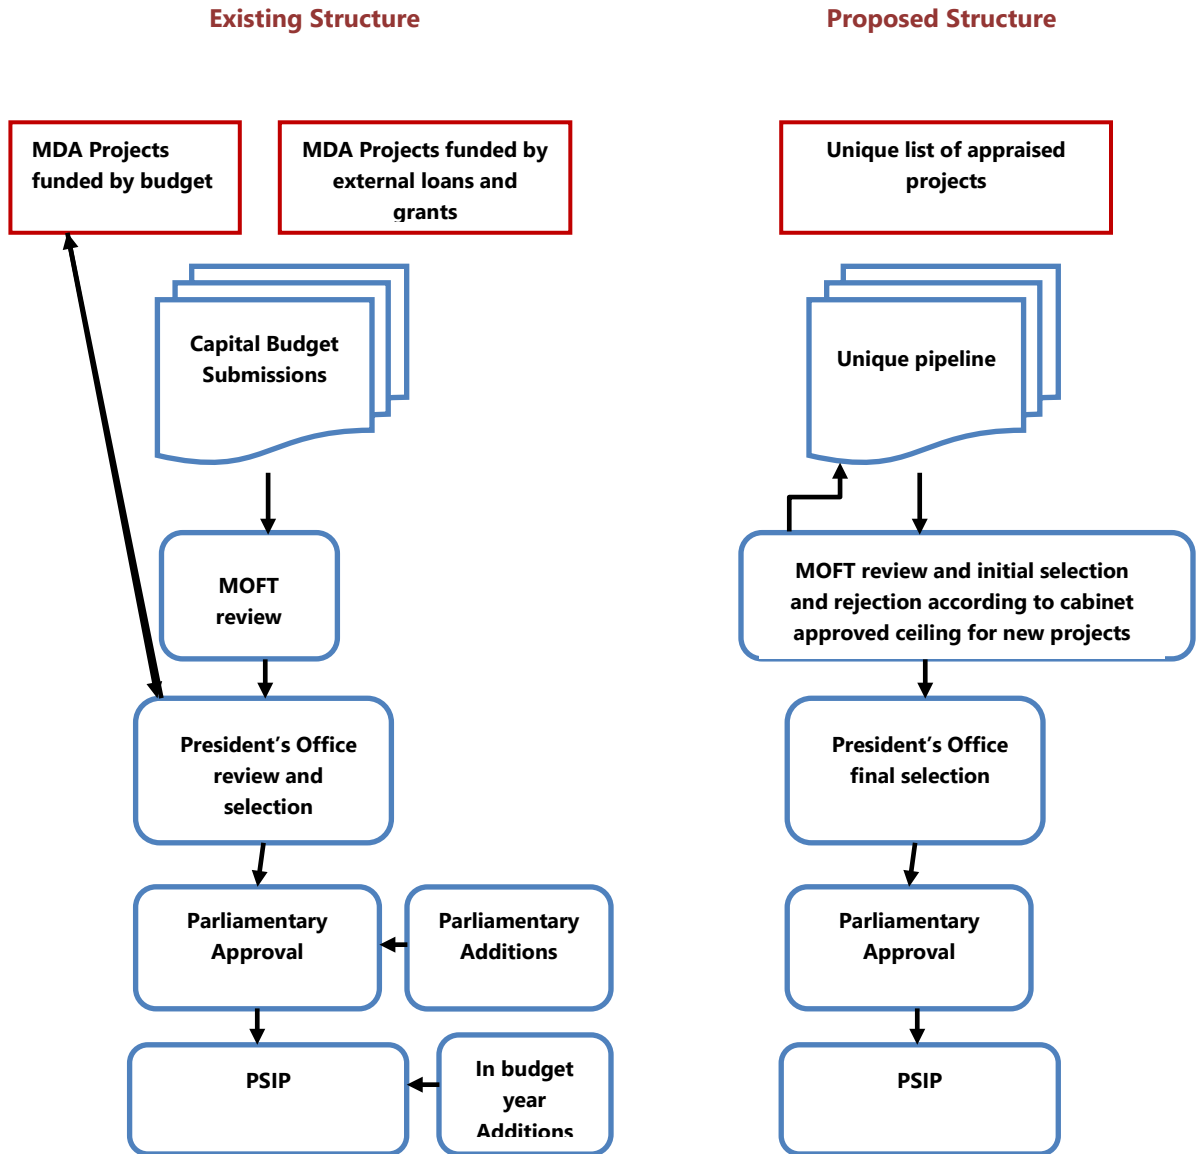 Existing Structure
MDA Projects
funded by budget
MDA Projects funded by
external loans and
grants
Capital Budget
Submissions
MOFT
review
President’s Office
review and
selection
Parliamentary
Approval
Parliamentary
Additions
PSIP
In budget
year
Additions
Proposed Structure
Unique list of appraised
projects
Unique pipeline
MOFT review and initial selection
and rejection according to cabinet
approved ceiling for new projects
President’s Office
final selection
Parliamentary
Approval
PSIP